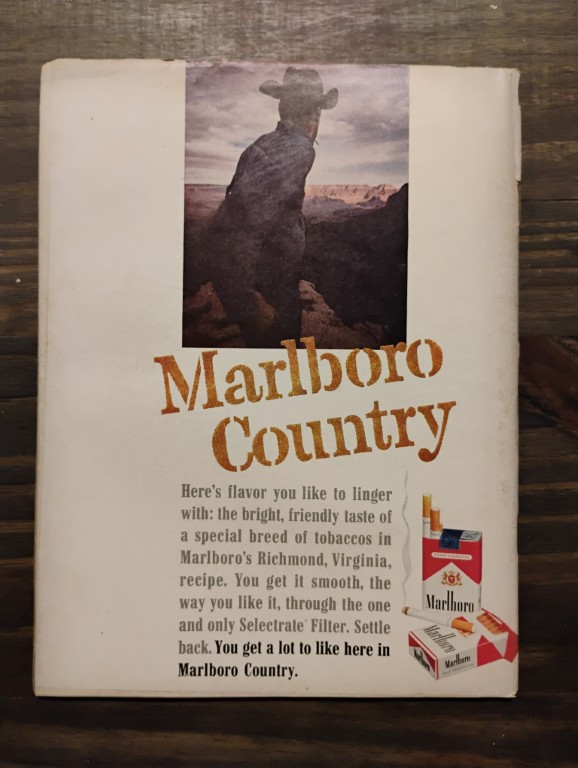 Marlboro
Country
Here's flavor you like to linger
with: the bright, friendly taste of
a special breed of tobaccos in
Marlboro's Richmond, Virginia,
recipe. You get it smooth, the
way you like it, through the one
and only Selectrate® Filter. Settle
back. You get a lot to like here in
Marlboro Country.
Marlboro
Marlboro
Marlboro
Marlboro